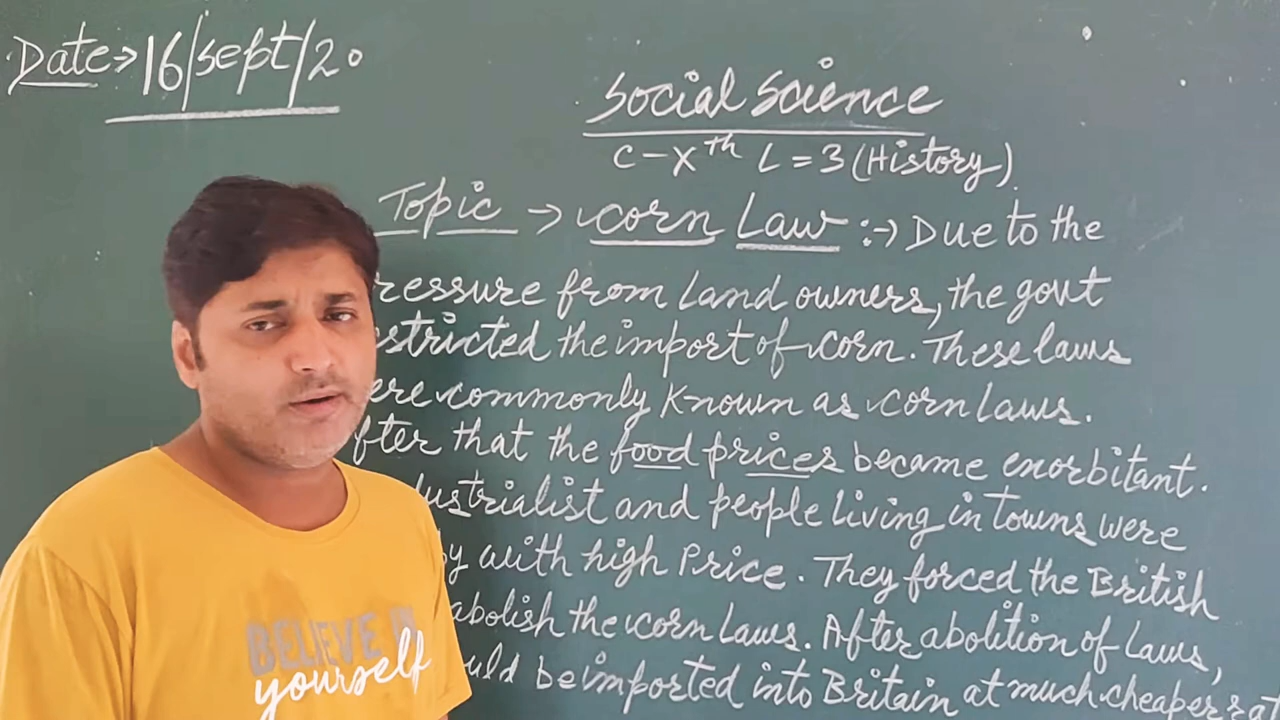 Date → 16/Sept/20
Social Science
C - Xth L = 3 (History)
Topic → Corn Law :→ Due to the
ressure from Land owners, the govt
stricted the import of corn. These laws
ere commonly Known as corn Laws.
fter that the food prices became enorbitant.
ustrialist and people living in towns were
y with high Price. They forced the British
abolish the corn Laws. After abolition of Laws,
uld be imported into Britain at much cheaper rat
BELIEVE IN
yourself